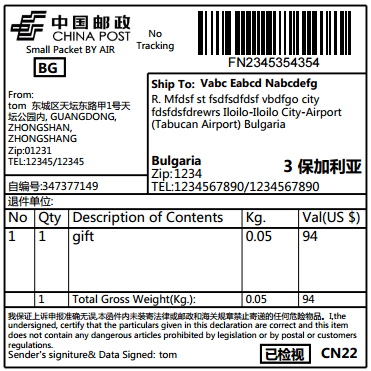 中国邮政
CHINA POST
Small Packet BY AIR
BG
No
Tracking
FN2345354354
From:
tom 东城区天坛东路甲1号天
坛公园内, GUANGDONG,
ZHONGSHAN,
ZHONGSHANG
Zip:01231
TEL:12345/12345
自编号:347377149
Ship To: Vabc Eabcd Nabcdefg
R. Mfdsf st fsdfsdfdsf vbdfgo city
fdsfdsfdrewrs Iloilo-Iloilo City-Airport
(Tabucan Airport) Bulgaria
Bulgaria
3 保加利亚
Zip:1234
TEL:1234567890/1234567890
退件单位:
No Qty Description of Contents Kg. Val(US $)
1 1 gift 0.05 94
1 Total Gross Weight(Kg.): 0.05 94
我保证上诉申报准确无误,本函件内未装寄法律或邮政和海关规章禁止寄递的任何危险物品。I,the
undersigned, certify that the particulars given in this declaration are correct and this item
does not contain any dangerous articles prohibited by legislation or by postal or customers
regulations.
Sender's signiture& Data Signed: tom
已检视 CN22